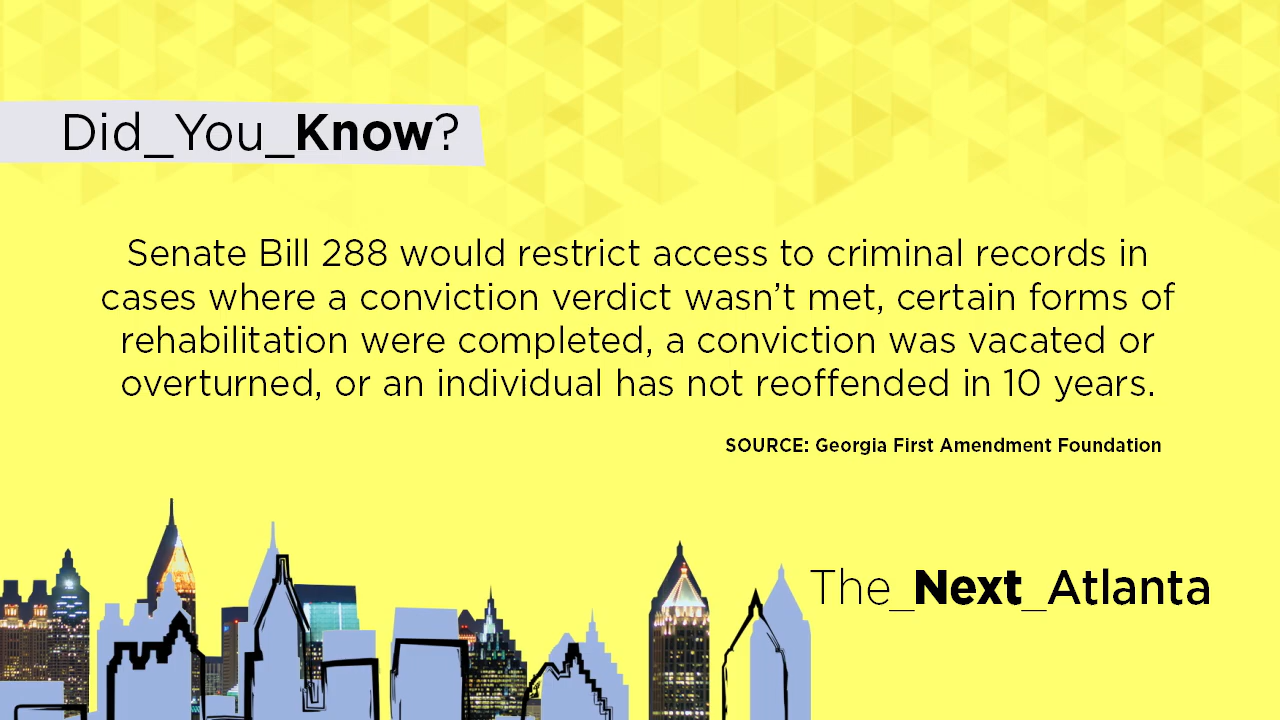 Did_You_Know?
Senate Bill 288 would restrict access to criminal records in
cases where a conviction verdict wasn’t met, certain forms of
rehabilitation were completed, a conviction was vacated or
overturned, or an individual has not reoffended in 10 years.
SOURCE: Georgia First Amendment Foundation
The_Next_Atlanta